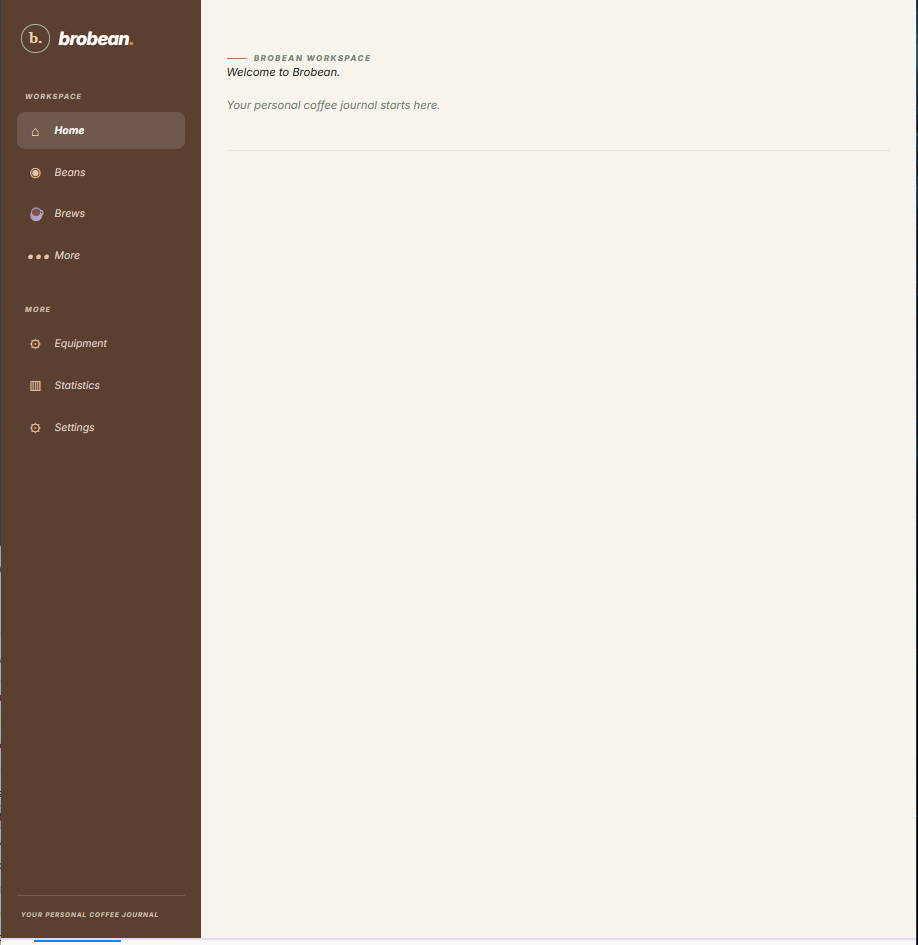 b. brobean.
WORKSPACE
Home
Beans
Brews
More
MORE
Equipment
Statistics
Settings
YOUR PERSONAL COFFEE JOURNAL
BROBEAN WORKSPACE
Welcome to Brobean.
Your personal coffee journal starts here.